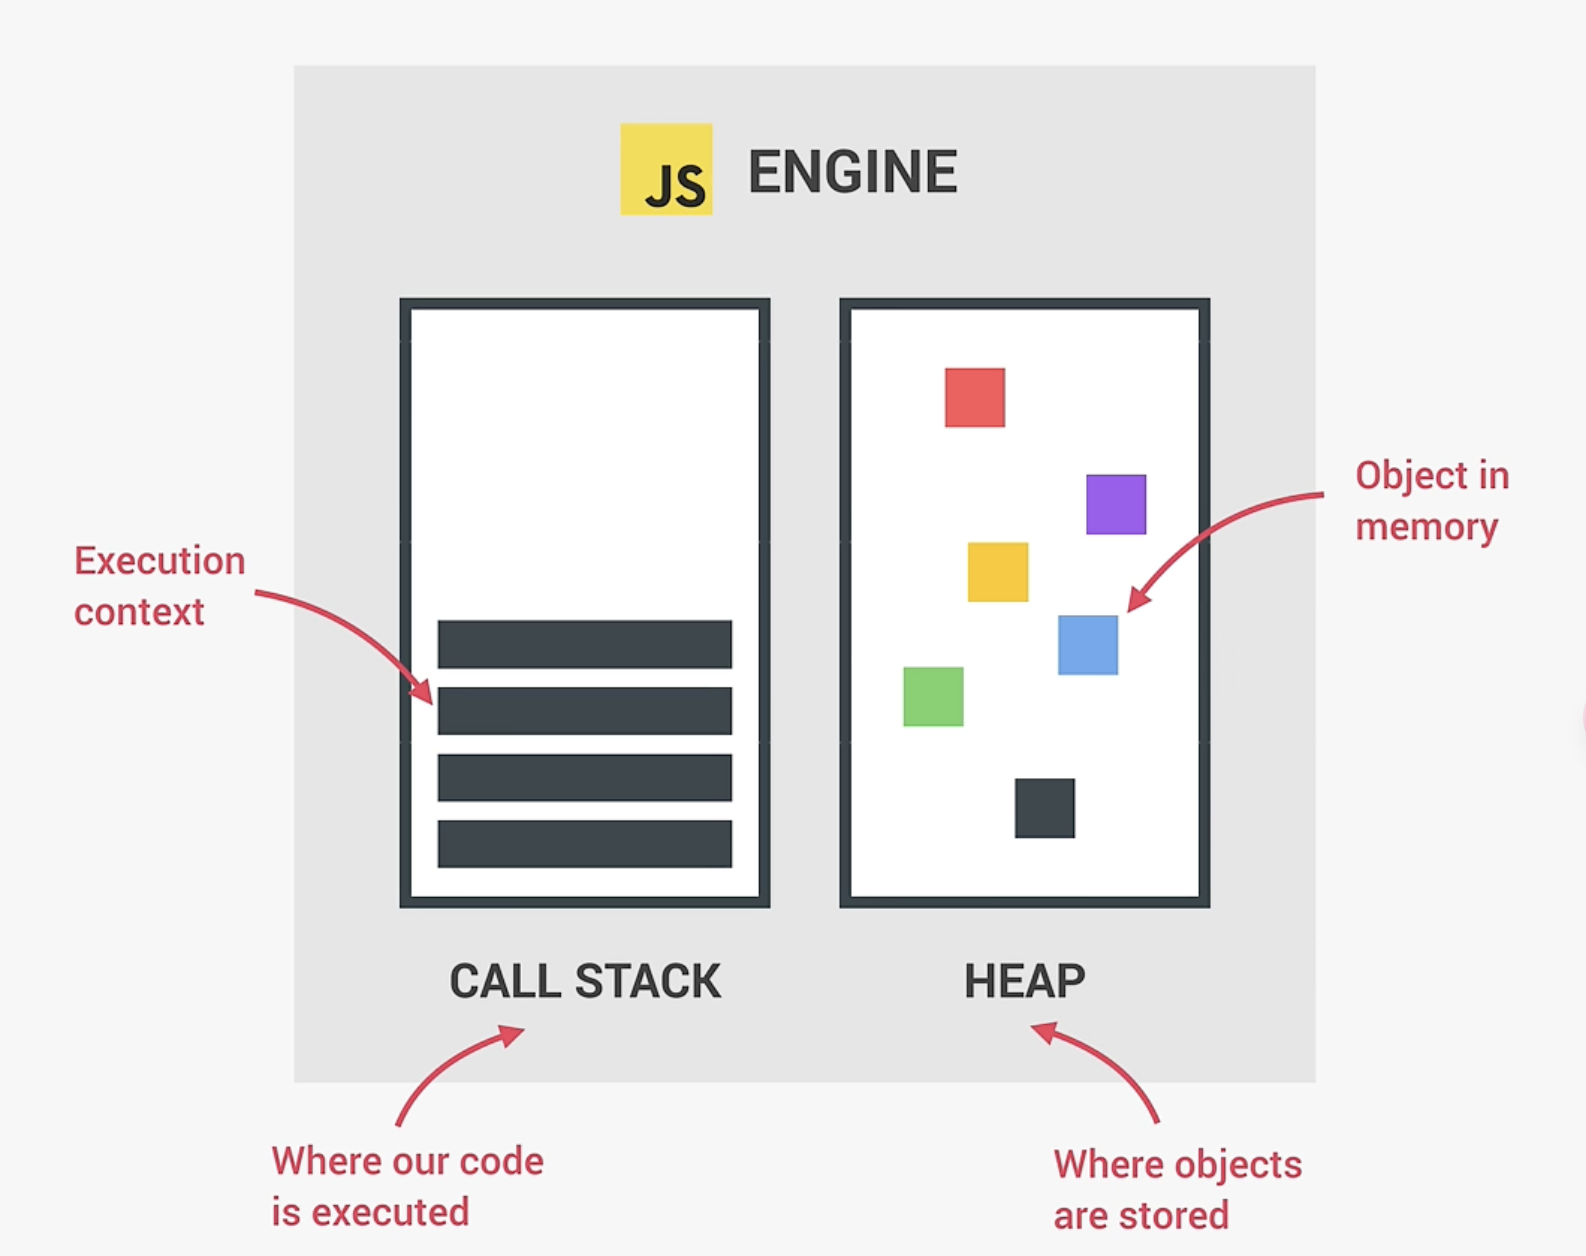 JS ENGINE
Execution
context
Object in
memory
CALL STACK
HEAP
Where our code
is executed
Where objects
are stored